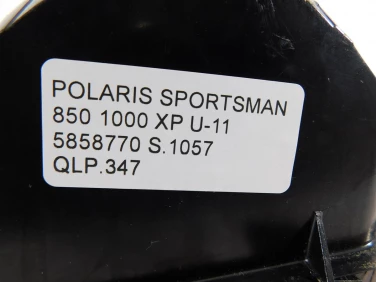 POLARIS SPORTSMAN
850 1000 XP U-11
5858770 S.1057
QLP.347